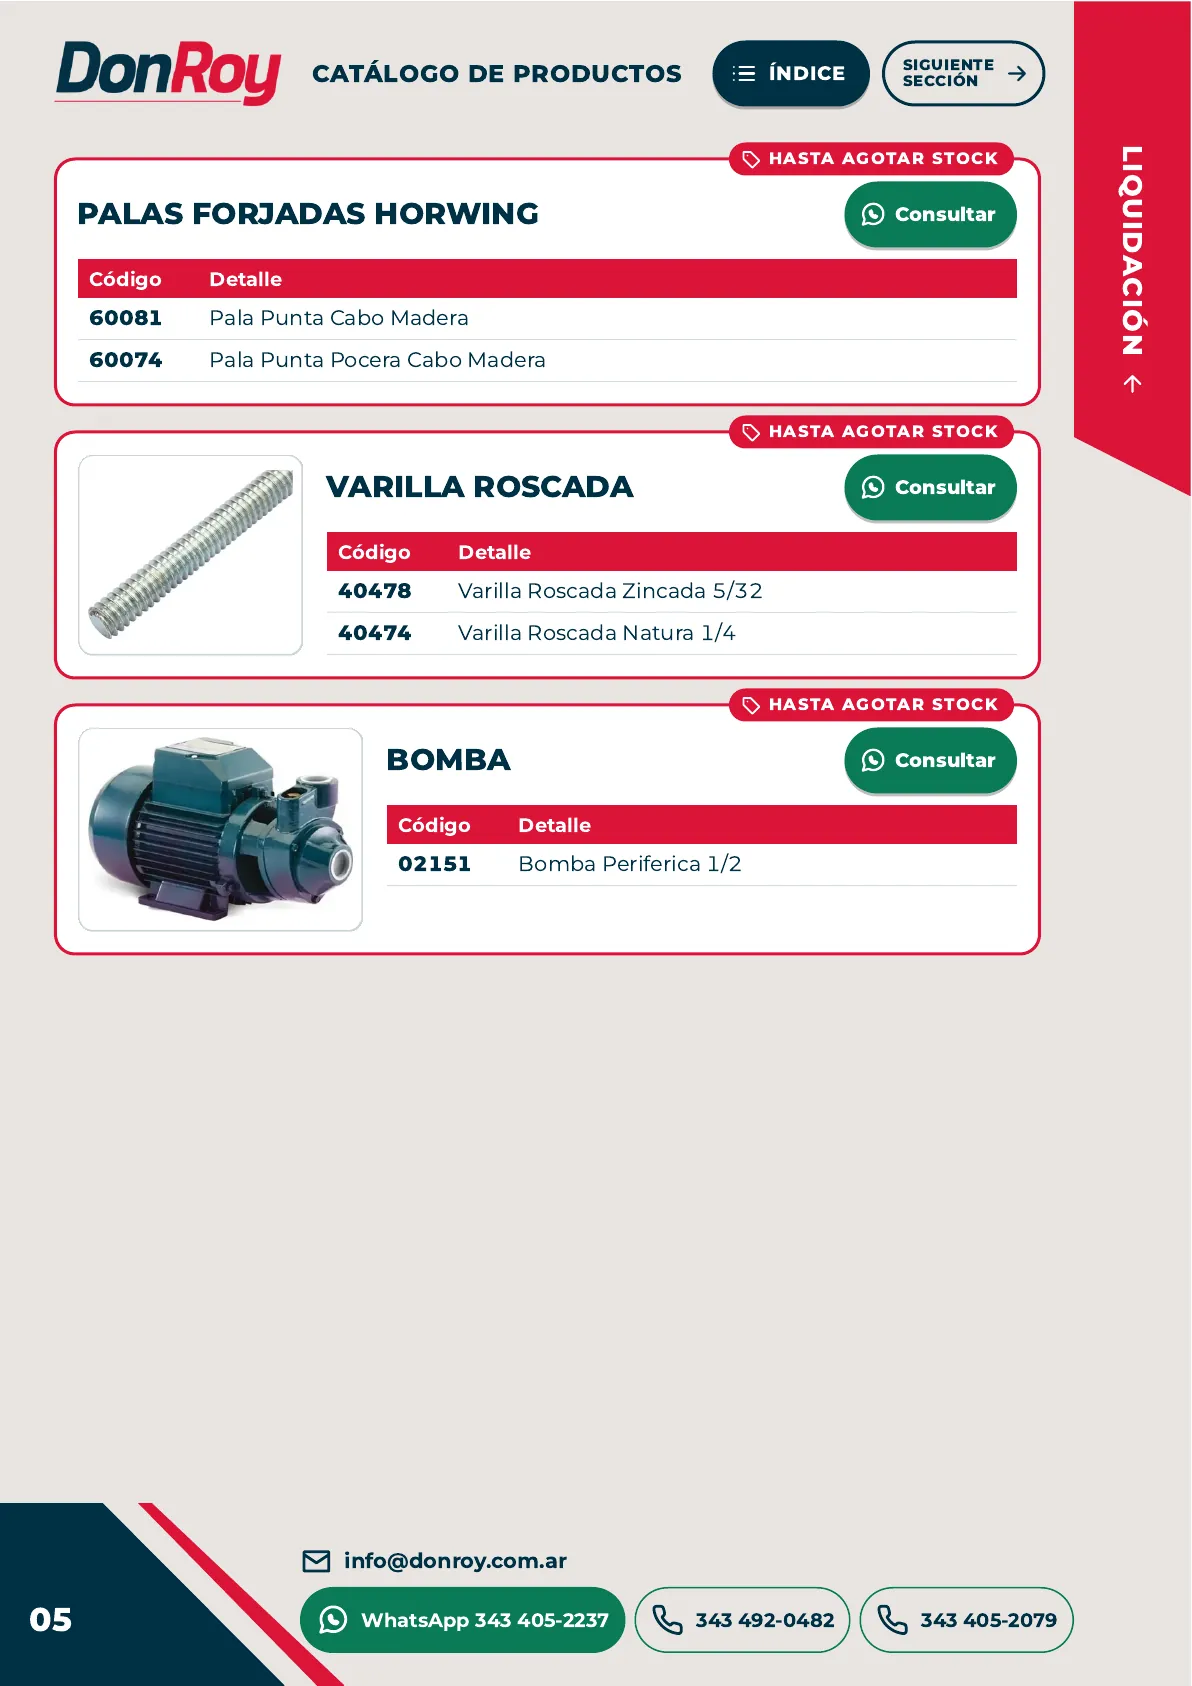 DonRoy
CATÁLOGO DE PRODUCTOS
ÍNDICE
SIGUIENTE
SECCIÓN
LIQUIDACIÓN
HASTA AGOTAR STOCK
PALAS FORJADAS HORWING
Consultar
Código Detalle
60081 Pala Punta Cabo Madera
60074 Pala Punta Pocera Cabo Madera
HASTA AGOTAR STOCK
VARILLA ROSCADA
Consultar
Código Detalle
40478 Varilla Roscada Zincada 5/32
40474 Varilla Roscada Natura 1/4
HASTA AGOTAR STOCK
BOMBA
Consultar
Código Detalle
02151 Bomba Periferica 1/2
info@donroy.com.ar
05
WhatsApp 343 405-2237
343 492-0482
343 405-2079